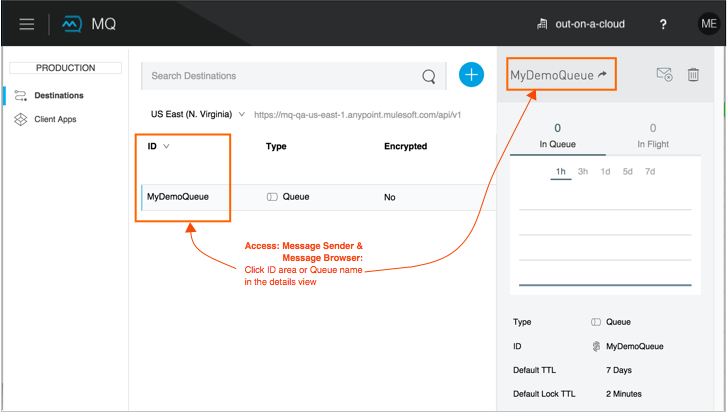 MQ
out-on-a-cloud
?
ME
PRODUCTION
Destinations
Client Apps
Search Destinations
US East (N. Virginia)
https://mq-qa-us-east-1.anypoint.mulesoft.com/api/v1
ID
Type
Encrypted
MyDemoQueue
Queue
No
Access: Message Sender &
Message Browser:
Click ID area or Queue name
in the details view
MyDemoQueue
0
In Queue
0
In Flight
1h
3h
1d
5d
7d
Type
Queue
ID
MyDemoQueue
Default TTL
7 Days
Default Lock TTL
2 Minutes